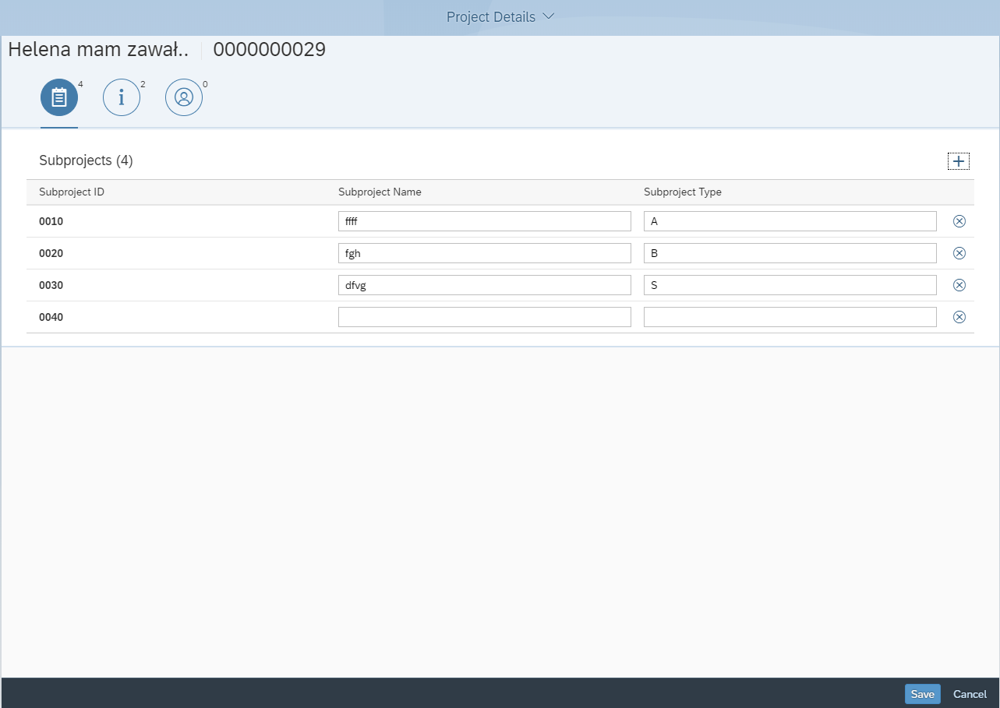 Project Details
Helena mam zawał.. 0000000029
4 2 0
Subprojects (4)
Subproject ID Subproject Name Subproject Type
0010 ffff A
0020 fgh B
0030 dfvg S
0040
Save Cancel